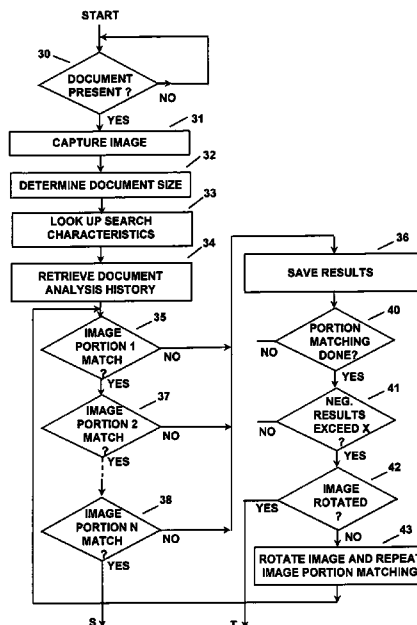 START
30
DOCUMENT
PRESENT ?
NO
YES
31
CAPTURE IMAGE
32
DETERMINE DOCUMENT SIZE
33
LOOK UP SEARCH
CHARACTERISTICS
34
RETRIEVE DOCUMENT
ANALYSIS HISTORY
35
IMAGE
PORTION 1
MATCH
?
NO
YES
37
IMAGE
PORTION 2
MATCH
?
NO
YES
38
IMAGE
PORTION N
MATCH
?
NO
YES
S
36
SAVE RESULTS
40
PORTION
MATCHING
DONE?
NO
YES
41
NEG.
RESULTS
EXCEED X
?
NO
YES
42
IMAGE
ROTATED
?
YES
NO
43
ROTATE IMAGE AND REPEAT
IMAGE PORTION MATCHING
T